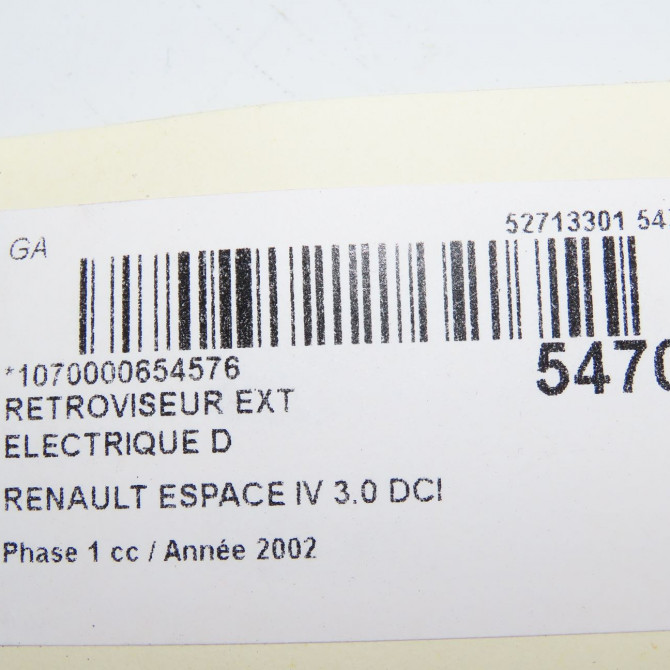 GA
52713301 547
*1070000654576
5470
RETROVISEUR EXT
ELECTRIQUE D
RENAULT ESPACE IV 3.0 DCI
Phase 1 cc / Année 2002